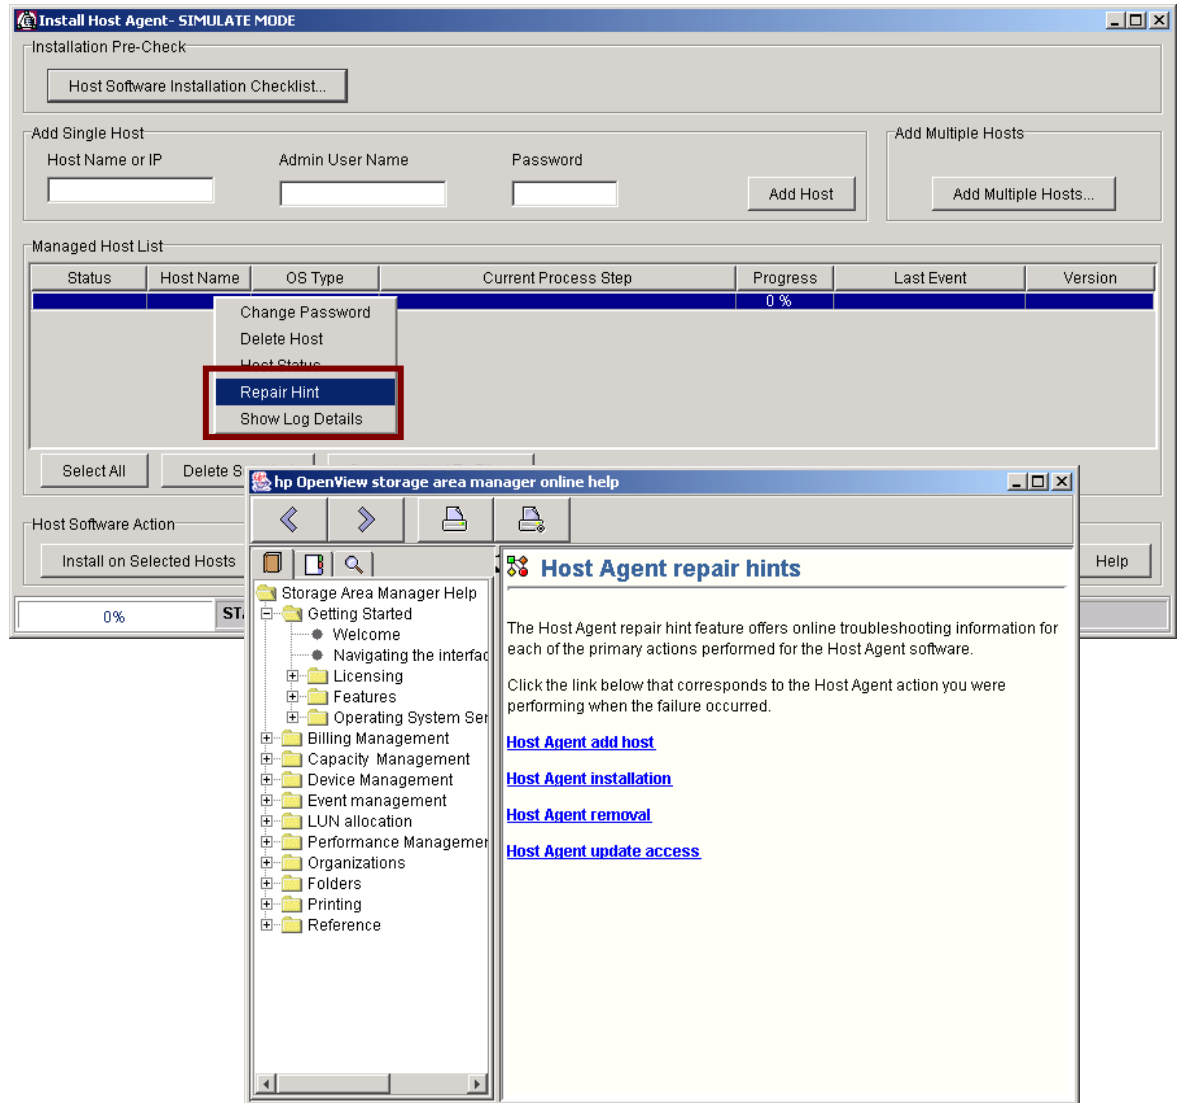 Install Host Agent- SIMULATE MODE
Installation Pre-Check
Host Software Installation Checklist...
Add Single Host
Add Multiple Hosts
Host Name or IP
Admin User Name
Password
Add Host
Add Multiple Hosts...
Managed Host List
Status
Host Name
OS Type
Current Process Step
Progress
Last Event
Version
0 %
Change Password
Delete Host
Host Status
Repair Hint
Show Log Details
Select All
Delete S
Host Software Action
Install on Selected Hosts
Help
0%
ST
hp OpenView storage area manager online help
Storage Area Manager Help
Getting Started
Welcome
Navigating the interfac
Licensing
Features
Operating System Ser
Billing Management
Capacity Management
Device Management
Event management
LUN allocation
Performance Managemer
Organizations
Folders
Printing
Reference
Host Agent repair hints
The Host Agent repair hint feature offers online troubleshooting information for
each of the primary actions performed for the Host Agent software.
Click the link below that corresponds to the Host Agent action you were
performing when the failure occurred.
Host Agent add host
Host Agent installation
Host Agent removal
Host Agent update access